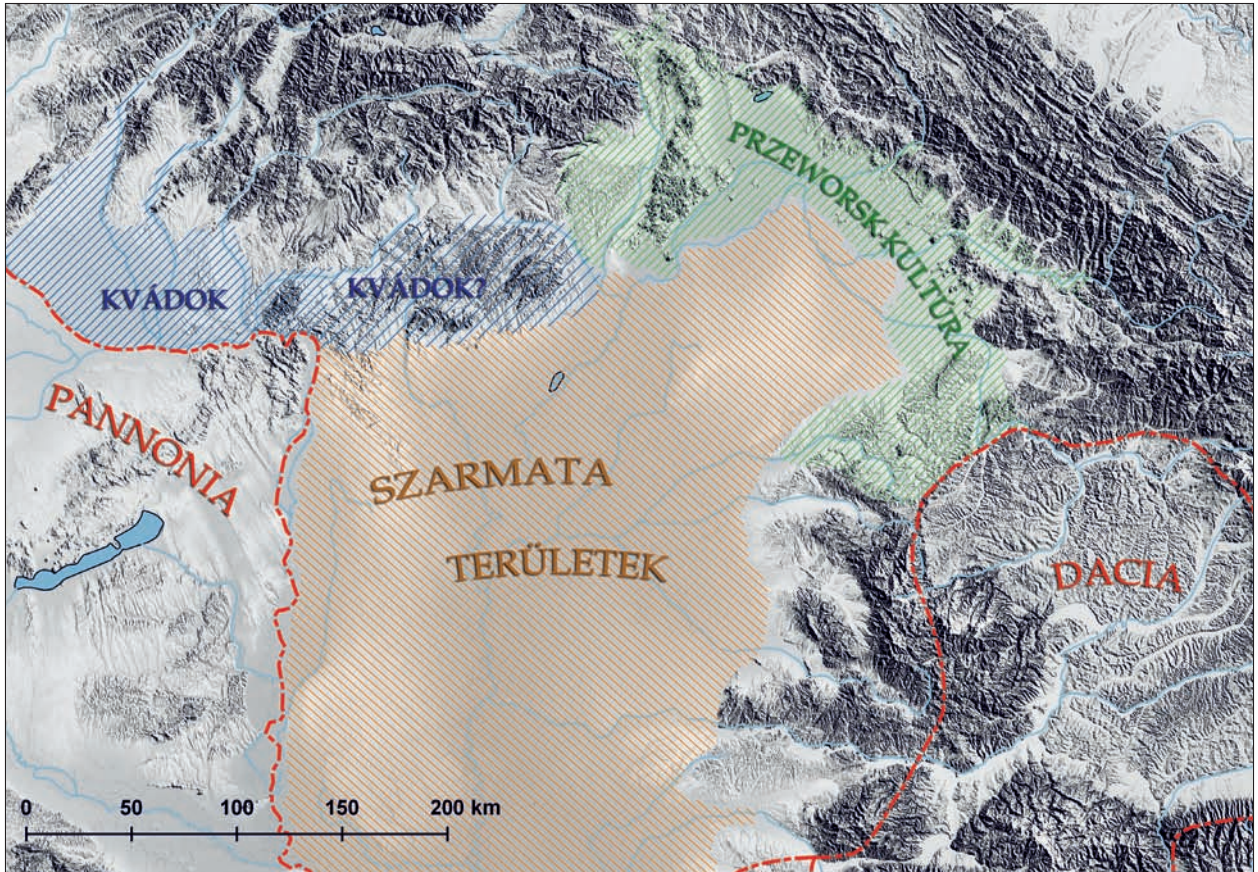 PRZEWORSK-KULTÚRA
KVÁDOK
KVÁDOK?
PANNONIA
SZARMATA
TERÜLETEK
DACIA
0 50 100 150 200 km